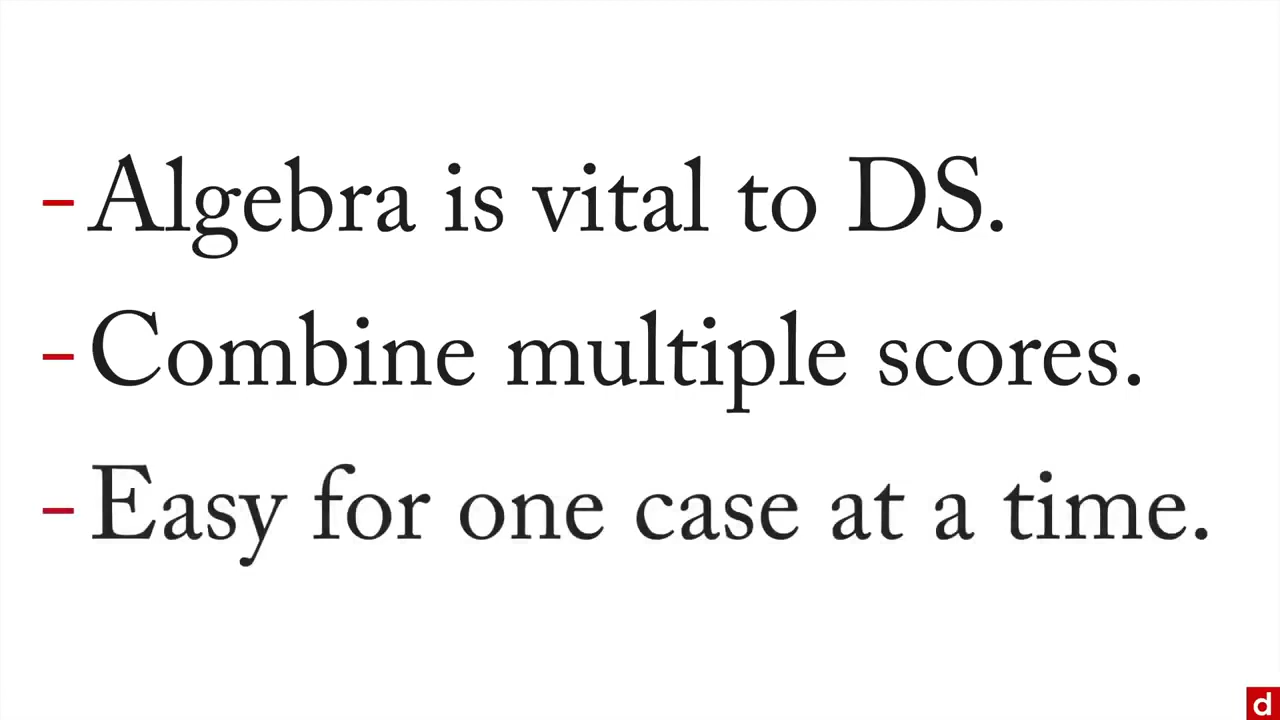 – Algebra is vital to DS.
– Combine multiple scores.
– Easy for one case at a time.
d